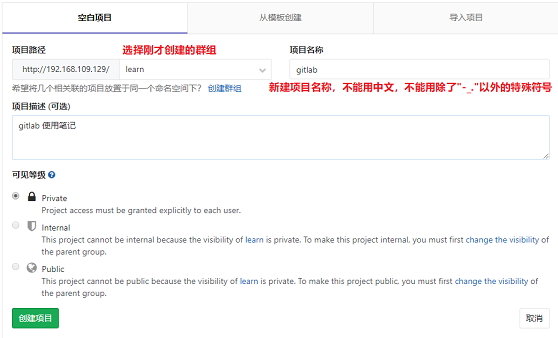 空白项目 从模板创建 导入项目
项目路径 选择刚才创建的群组 项目名称
http://192.168.109.129/ learn gitlab
希望将几个相关联的项目放置于同一个命名空间下? 创建群组 新建项目名称，不能用中文，不能用除了"-_."以外的特殊符号
项目描述 (可选)
gitlab 使用笔记
可见等级
Private
Project access must be granted explicitly to each user.
Internal
This project cannot be internal because the visibility of learn is private. To make this project internal, you must first change the visibility of
the parent group.
Public
This project cannot be public because the visibility of learn is private. To make this project public, you must first change the visibility of
the parent group.
创建项目 取消